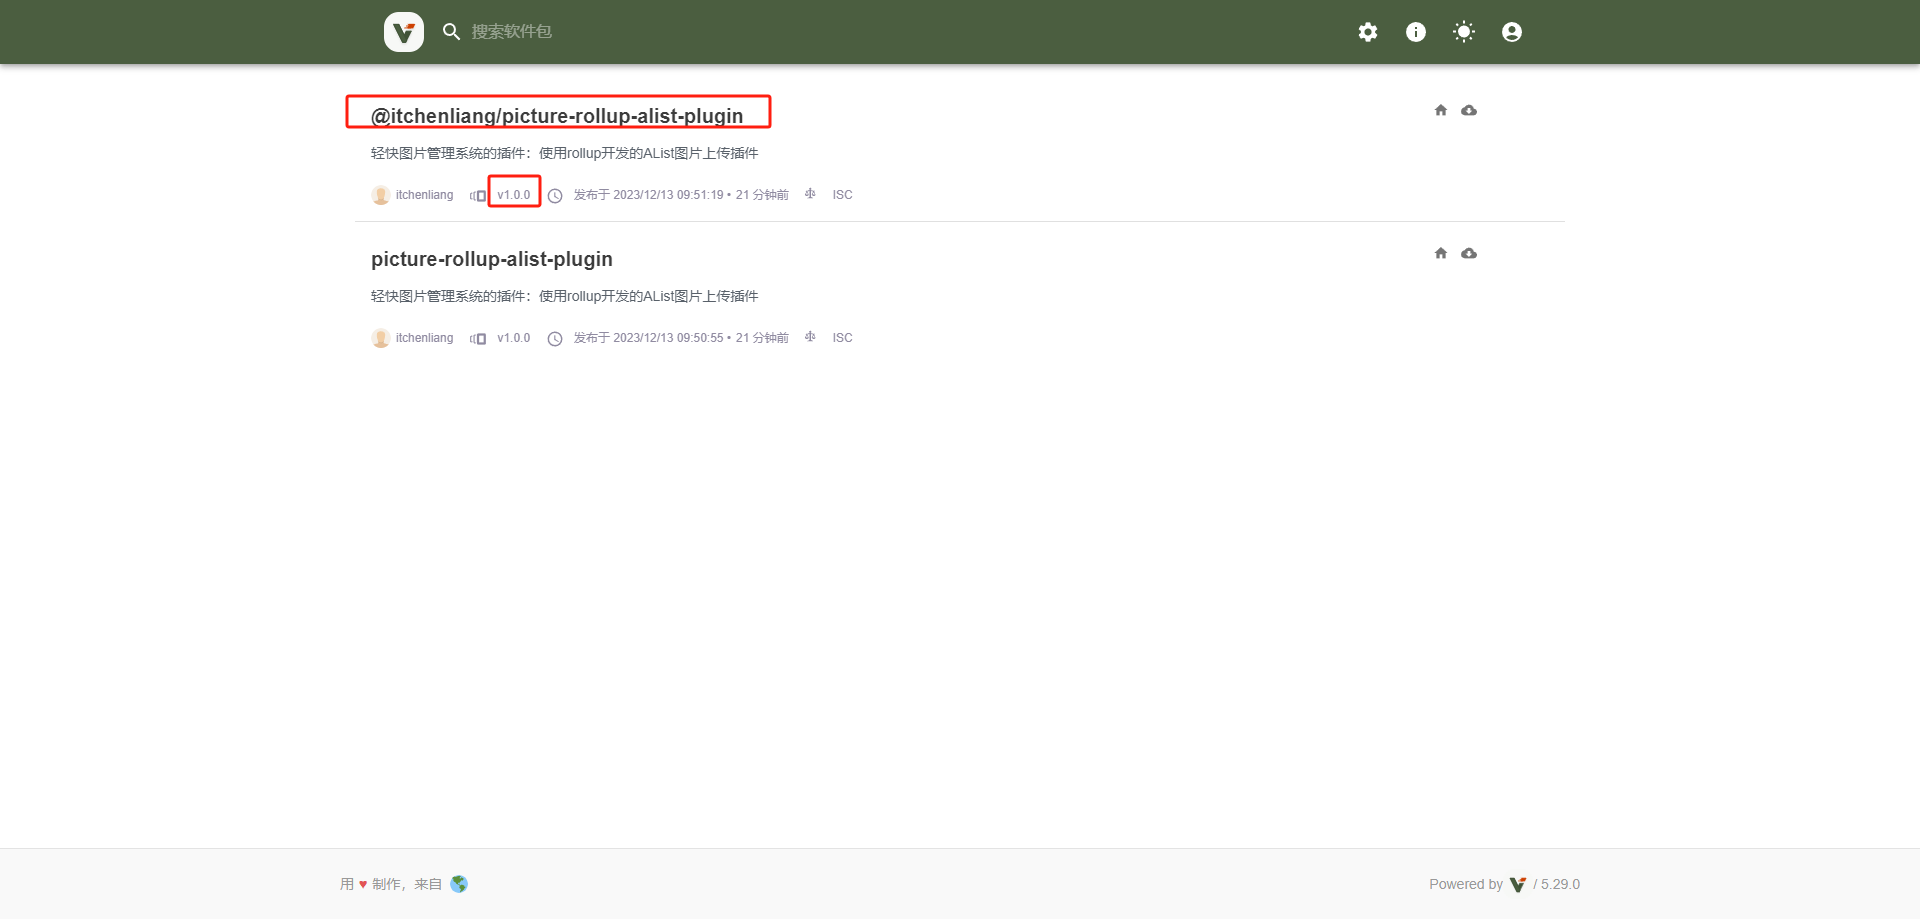 搜索软件包
@itchenliang/picture-rollup-alist-plugin
轻快图片管理系统的插件：使用rollup开发的AList图片上传插件
itchenliang v1.0.0 发布于 2023/12/13 09:51:19 • 21 分钟前 ISC
picture-rollup-alist-plugin
轻快图片管理系统的插件：使用rollup开发的AList图片上传插件
itchenliang v1.0.0 发布于 2023/12/13 09:50:55 • 21 分钟前 ISC
用 ♥ 制作，来自
Powered by / 5.29.0